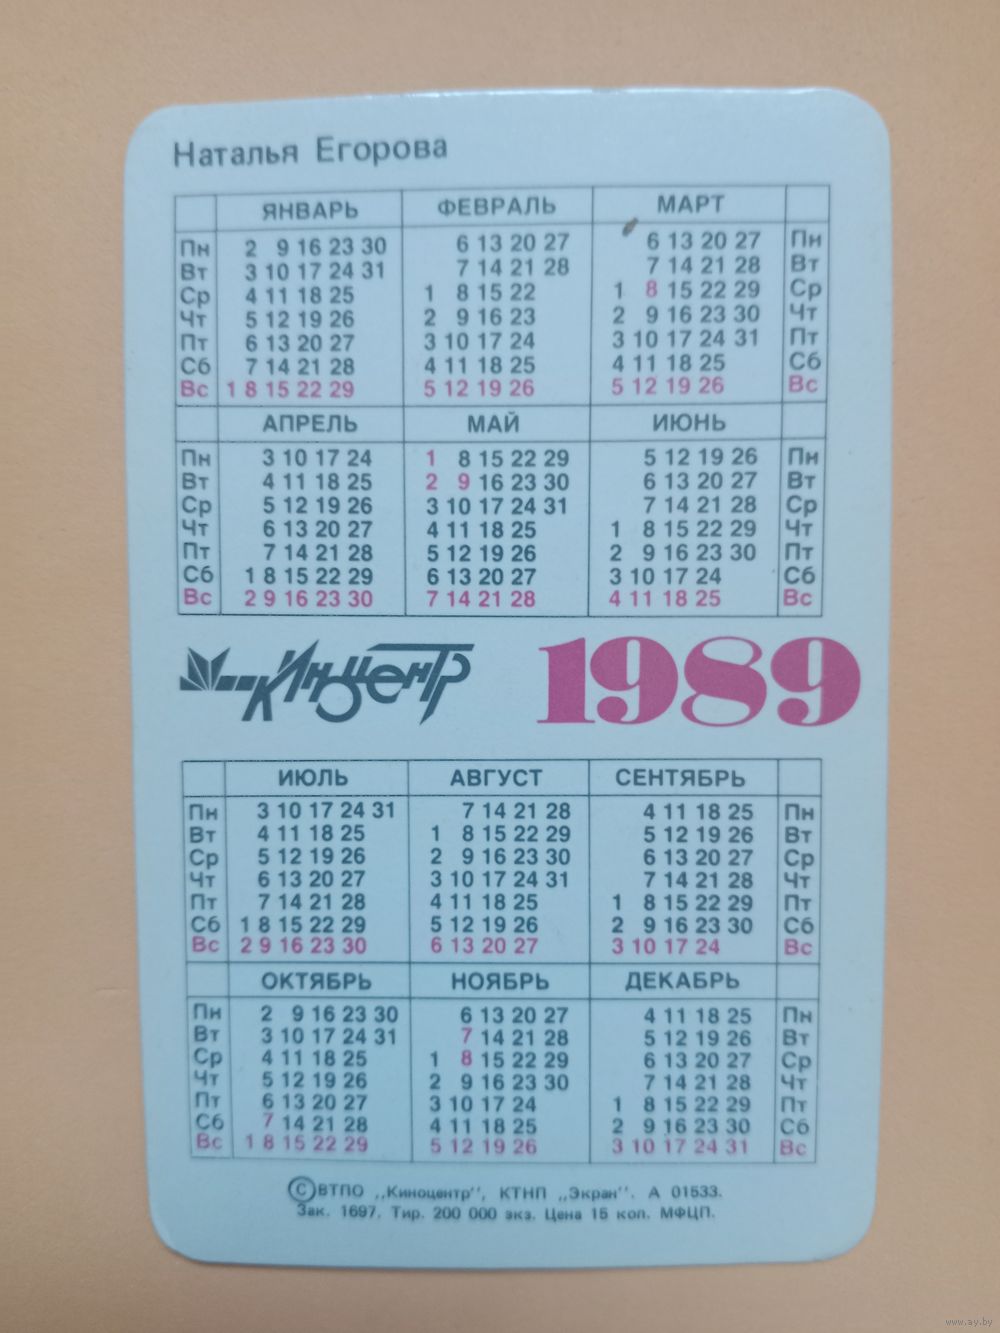 Наталья Егорова
ЯНВАРЬ ФЕВРАЛЬ МАРТ
Пн 2 9 16 23 30 6 13 20 27 6 13 20 27 Пн
Вт 3 10 17 24 31 7 14 21 28 7 14 21 28 Вт
Ср 4 11 18 25 1 8 15 22 1 8 15 22 29 Ср
Чт 5 12 19 26 2 9 16 23 2 9 16 23 30 Чт
Пт 6 13 20 27 3 10 17 24 3 10 17 24 31 Пт
Сб 7 14 21 28 4 11 18 25 4 11 18 25 Сб
Вс 1 8 15 22 29 5 12 19 26 5 12 19 26 Вс
АПРЕЛЬ МАЙ ИЮНЬ
Пн 3 10 17 24 1 8 15 22 29 5 12 19 26 Пн
Вт 4 11 18 25 2 9 16 23 30 6 13 20 27 Вт
Ср 5 12 19 26 3 10 17 24 31 7 14 21 28 Ср
Чт 6 13 20 27 4 11 18 25 1 8 15 22 29 Чт
Пт 7 14 21 28 5 12 19 26 2 9 16 23 30 Пт
Сб 1 8 15 22 29 6 13 20 27 3 10 17 24 Сб
Вс 2 9 16 23 30 7 14 21 28 4 11 18 25 Вс
Киноцентр 1989
ИЮЛЬ АВГУСТ СЕНТЯБРЬ
Пн 3 10 17 24 31 7 14 21 28 4 11 18 25 Пн
Вт 4 11 18 25 1 8 15 22 29 5 12 19 26 Вт
Ср 5 12 19 26 2 9 16 23 30 6 13 20 27 Ср
Чт 6 13 20 27 3 10 17 24 31 7 14 21 28 Чт
Пт 7 14 21 28 4 11 18 25 1 8 15 22 29 Пт
Сб 1 8 15 22 29 5 12 19 26 2 9 16 23 30 Сб
Вс 2 9 16 23 30 6 13 20 27 3 10 17 24 Вс
ОКТЯБРЬ НОЯБРЬ ДЕКАБРЬ
Пн 2 9 16 23 30 6 13 20 27 4 11 18 25 Пн
Вт 3 10 17 24 31 7 14 21 28 5 12 19 26 Вт
Ср 4 11 18 25 1 8 15 22 29 6 13 20 27 Ср
Чт 5 12 19 26 2 9 16 23 30 7 14 21 28 Чт
Пт 6 13 20 27 3 10 17 24 1 8 15 22 29 Пт
Сб 7 14 21 28 4 11 18 25 2 9 16 23 30 Сб
Вс 1 8 15 22 29 5 12 19 26 3 10 17 24 31 Вс
©ВТПО „Киноцентр", КТНП „Экран". А 01533.
Зак. 1697. Тир. 200 000 экз. Цена 15 коп. МФЦП.
www.ay.by